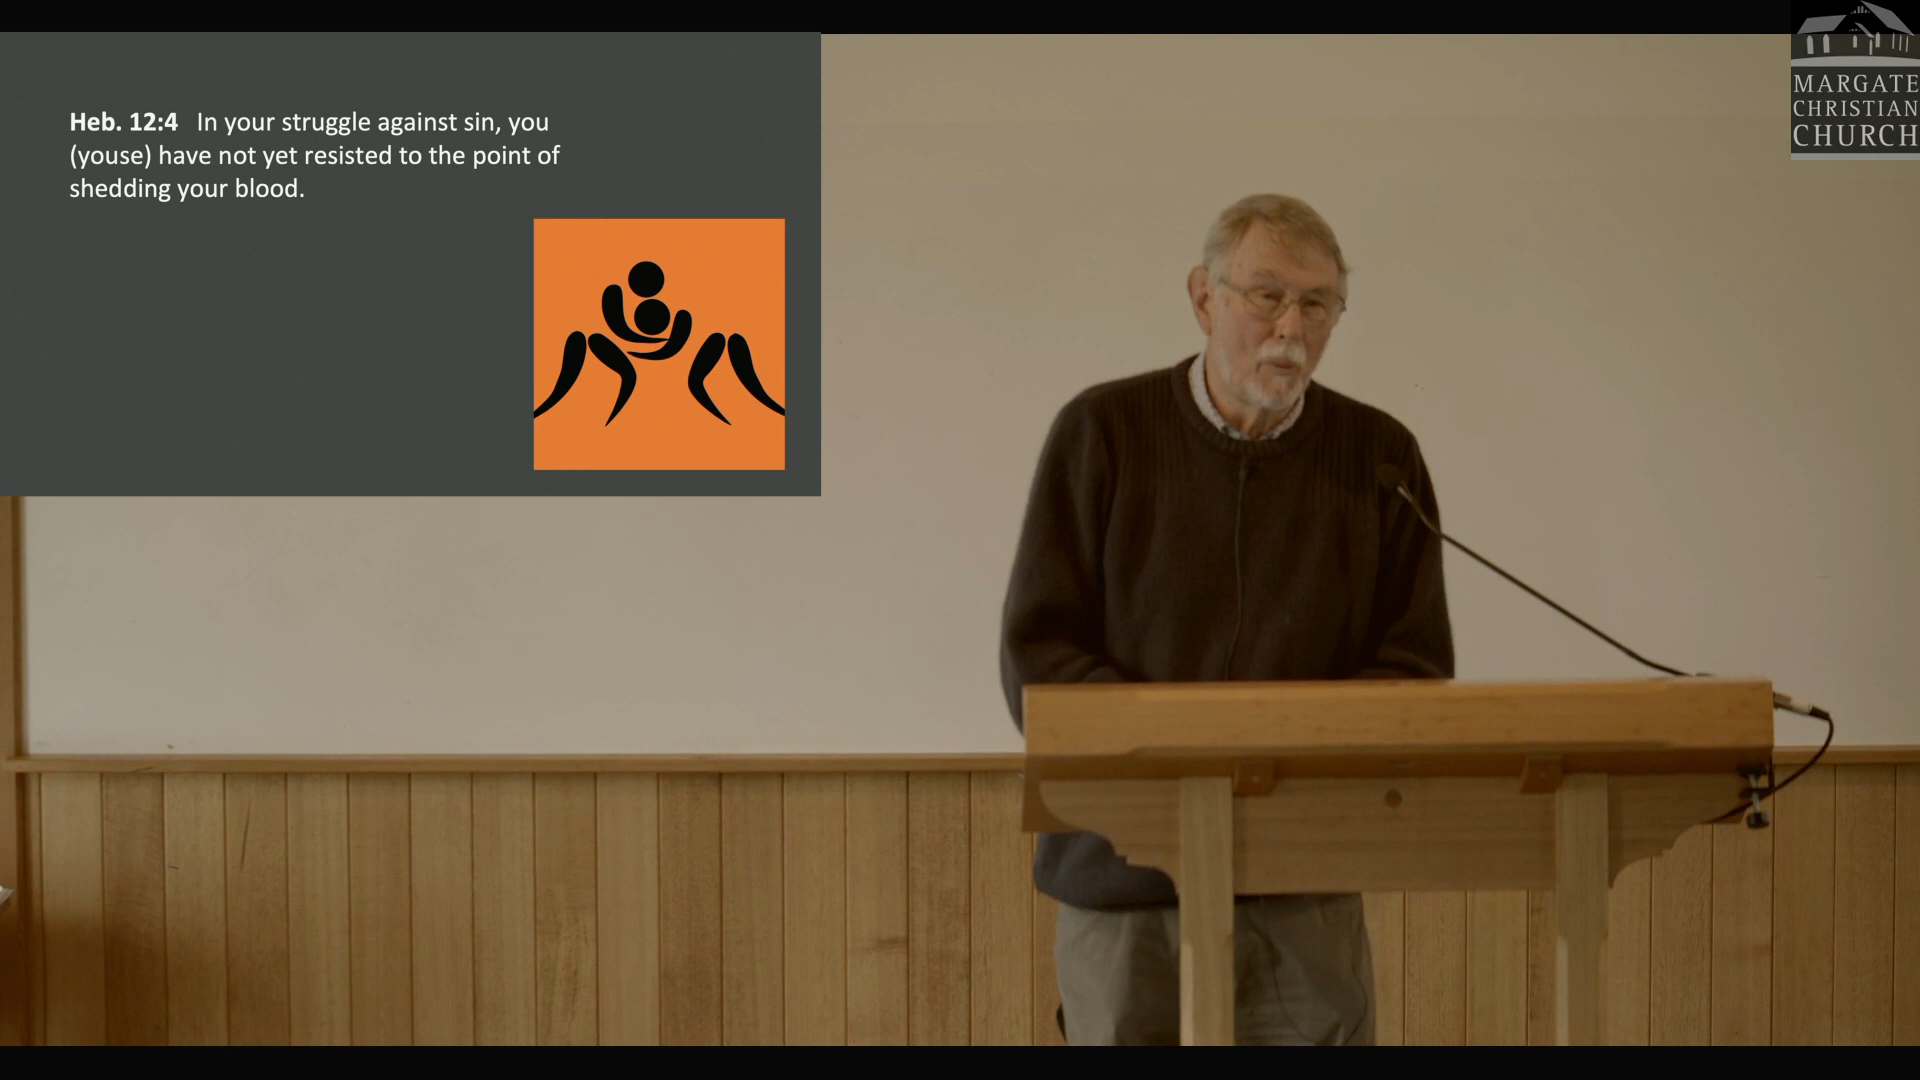 Heb. 12:4 In your struggle against sin, you
(youse) have not yet resisted to the point of
shedding your blood.
MARGATE
CHRISTIAN
CHURCH